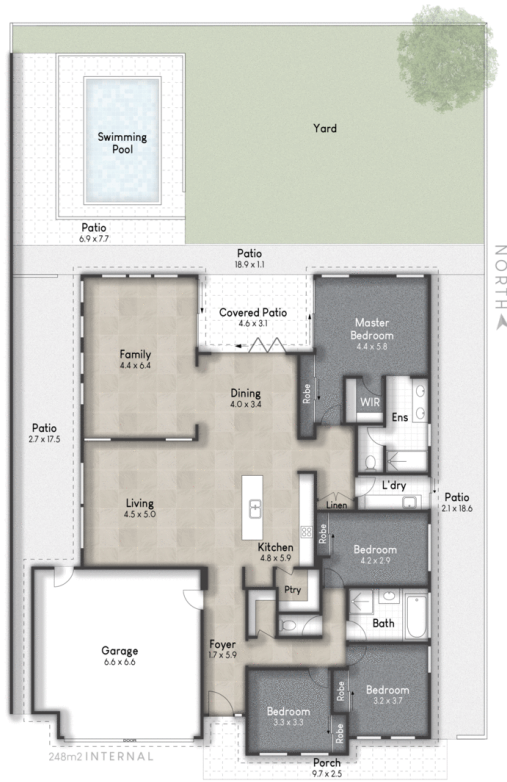 Swimming
Pool
Yard
Patio
6.9 x 7.7
Patio
18.9 x 1.1
NORTH
Covered Patio
4.6 x 3.1
Master
Bedroom
4.4 x 5.8
Family
4.4 x 6.4
Dining
4.0 x 3.4
Robe
WIR
Ens
Patio
2.7 x 17.5
L'dry
Patio
2.1 x 18.6
Living
4.5 x 5.0
Linen
Robe
Kitchen
4.8 x 5.9
Bedroom
4.2 x 2.9
Ptry
Bath
Foyer
1.7 x 5.9
Garage
6.6 x 6.6
Robe
Bedroom
3.2 x 3.7
Bedroom
3.3 x 3.3
Robe
DOOR
248m2 INTERNAL
Porch
9.7 x 2.5